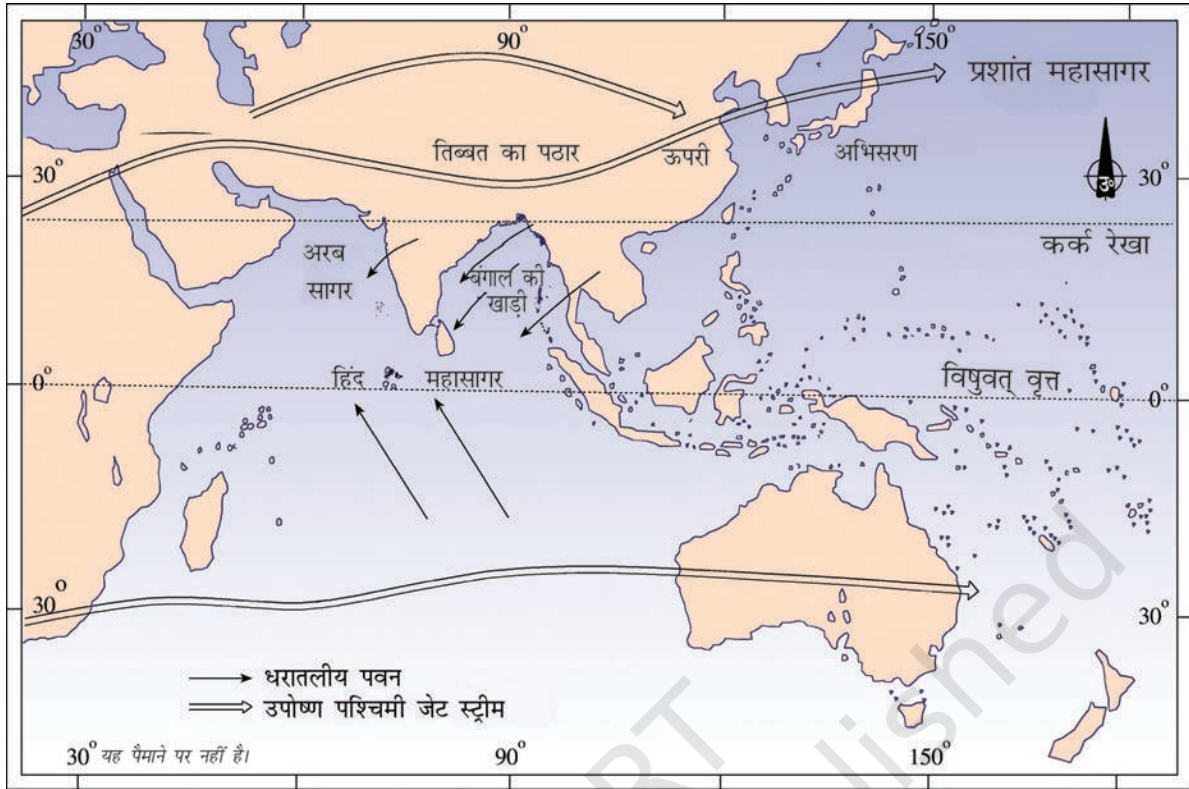 30° 90° 150°
प्रशांत महासागर
तिब्बत का पठार ऊपरी अभिसरण
30° 30°
उ॰
कर्क रेखा
अरब
सागर
बंगाल की
खाड़ी
0° हिंद महासागर विषुवत् वृत्त 0°
30° 30°
धरातलीय पवन
उपोष्ण पश्चिमी जेट स्ट्रीम
30° यह पैमाने पर नहीं है। 90° 150°